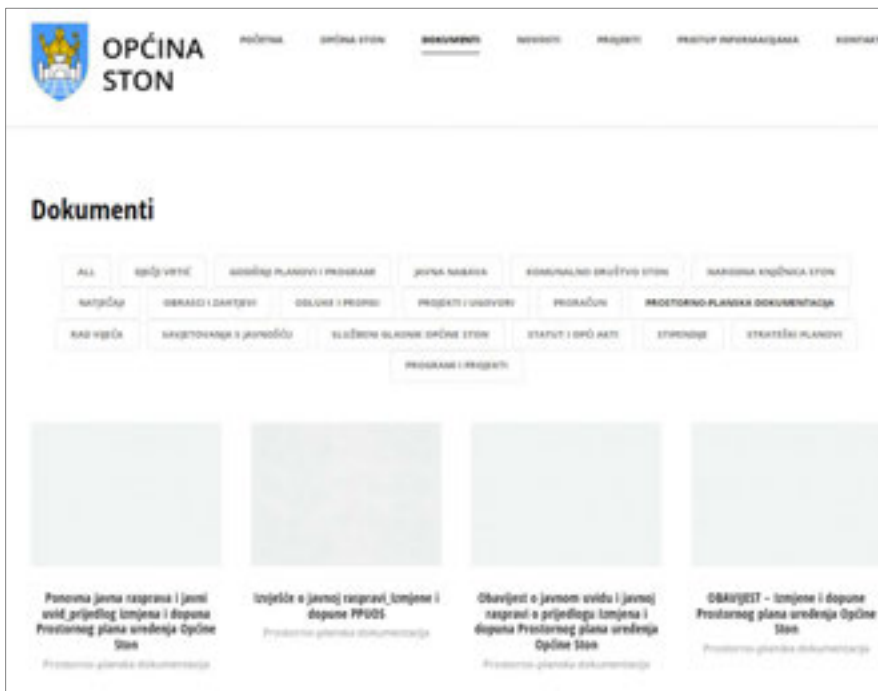 OPĆINA
STON
POČETNA OPĆINA STON DOKUMENTI NOVOSTI PROJEKTI PRISTUP INFORMACIJAMA KONTAKT
Dokumenti
ALL DJEČJI VRTIĆ GODIŠNJI PLANOVI I PROGRAMI JAVNA NABAVA KOMUNALNO DRUŠTVO STON NARODNA KNJIŽNICA STON
NATJEČAJI OBRASCI I ZAHTJEVI ODLUKE I PROPISI PROJEKTI I UGOVORI PRORAČUN PROSTORNO-PLANSKA DOKUMENTACIJA
RAD VIJEĆA SAVJETOVANJA S JAVNOŠĆU SLUŽBENI GLASNIK OPĆINE STON STATUT I OPĆI AKTI STIPENDIJE STRATEŠKI PLANOVI
PROGRAMI I PROJEKTI
Ponovna javna rasprava i javni
uvid_prijedlog izmjena i dopuna
Prostornog plana uređenja Općine
Ston
Prostorno-planska dokumentacija
Izvješće o javnoj raspravi_Izmjene i
dopune PPUOS
Prostorno-planska dokumentacija
Obavijest o javnom uvidu i javnoj
raspravi o prijedlogu Izmjena i
dopuna Prostornog plana uređenja
Općine Ston
Prostorno-planska dokumentacija
OBAVIJEST – Izmjene i dopune
Prostornog plana uređenja Općine
Ston
Prostorno-planska dokumentacija